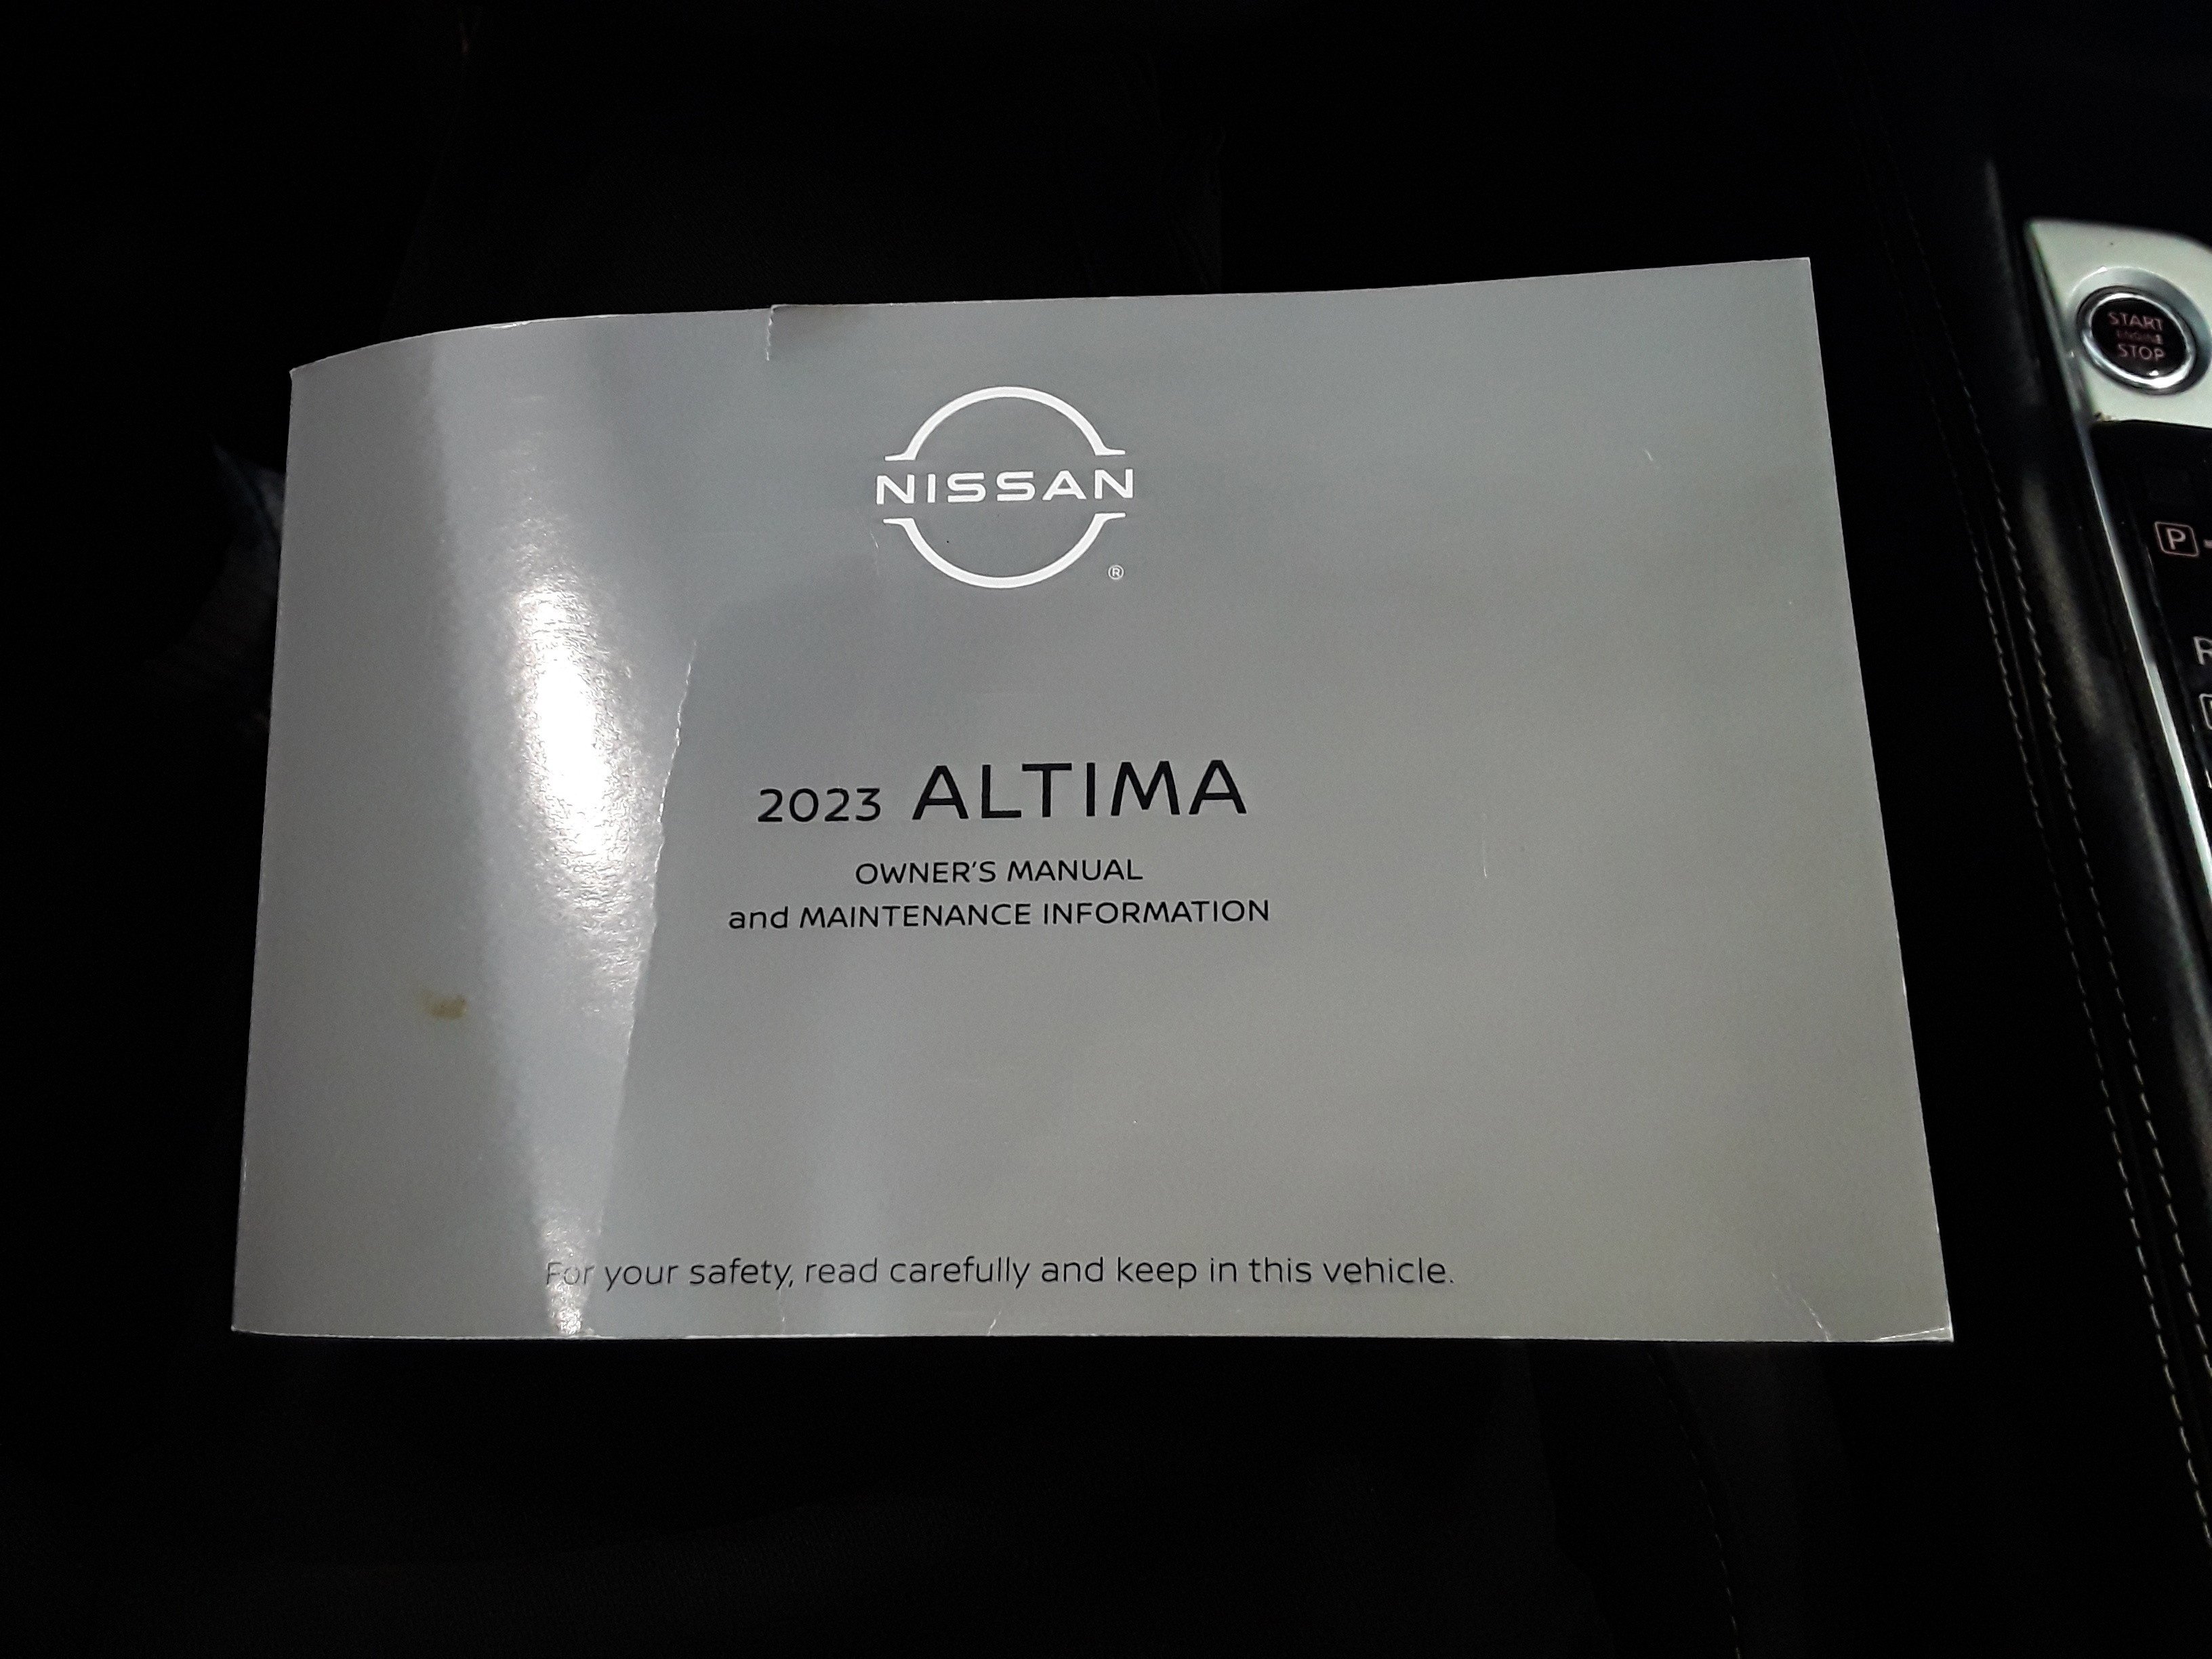 NISSAN
®
2023 ALTIMA
OWNER'S MANUAL
and MAINTENANCE INFORMATION
For your safety, read carefully and keep in this vehicle.
START
ENGINE
STOP
P
R